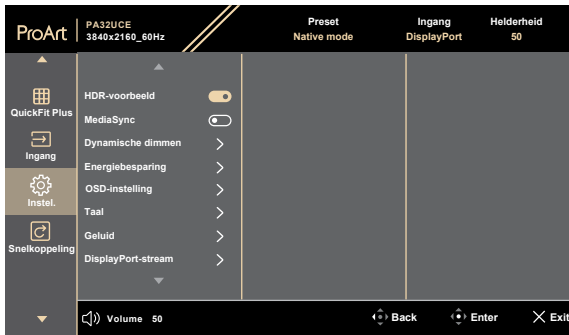 ProArt
PA32UCE
3840x2160_60Hz
Preset
Native mode
Ingang
DisplayPort
Helderheid
50
QuickFit Plus
Ingang
Instel.
Snelkoppeling
HDR-voorbeeld
MediaSync
Dynamische dimmen
Energiebesparing
OSD-instelling
Taal
Geluid
DisplayPort-stream
Volume 50
Back
Enter
Exit